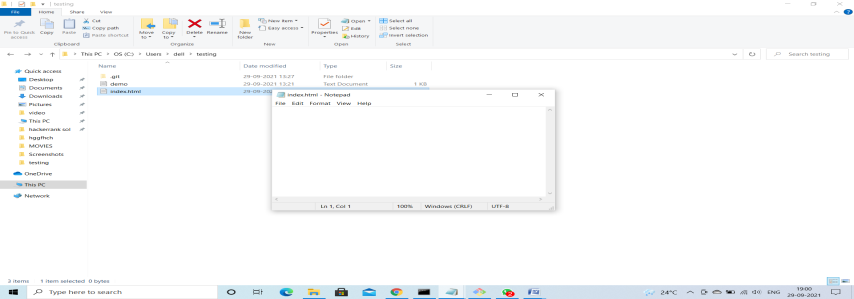 testing
File Home Share View
Pin to Quick access
Copy
Paste
Cut
Copy path
Paste shortcut
Move to
Copy to
Delete
Rename
New folder
New item
Easy access
Properties
Open
Edit
History
Select all
Select none
Invert selection
Clipboard Organize New Open Select
This PC > OS (C:) > Users > dell > testing
Search testing
Name Date modified Type Size
.git 29-09-2021 13:27 File folder
demo 29-09-2021 13:21 Text Document 1 KB
index.html 29-09-20
Quick access
Desktop
Documents
Downloads
Pictures
video
This PC
hackerrank sol
MOVIES
Screenshots
testing
OneDrive
This PC
Network
index.html - Notepad
File Edit Format View Help
Ln 1, Col 1 100% Windows (CRLF) UTF-8
3 items 1 item selected 0 bytes
Type here to search
24°C
ENG
19:00
29-09-2021